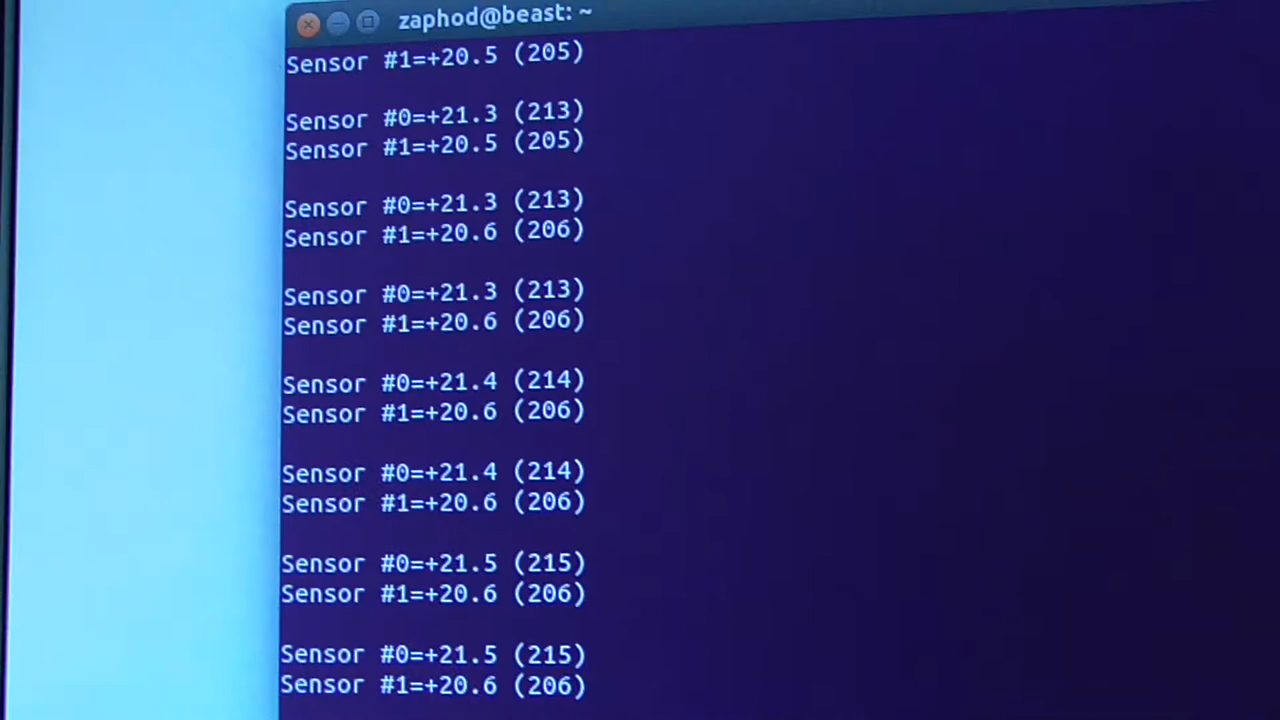 zaphod@beast: ~
Sensor #1=+20.5 (205)
Sensor #0=+21.3 (213)
Sensor #1=+20.5 (205)
Sensor #0=+21.3 (213)
Sensor #1=+20.6 (206)
Sensor #0=+21.3 (213)
Sensor #1=+20.6 (206)
Sensor #0=+21.4 (214)
Sensor #1=+20.6 (206)
Sensor #0=+21.4 (214)
Sensor #1=+20.6 (206)
Sensor #0=+21.5 (215)
Sensor #1=+20.6 (206)
Sensor #0=+21.5 (215)
Sensor #1=+20.6 (206)